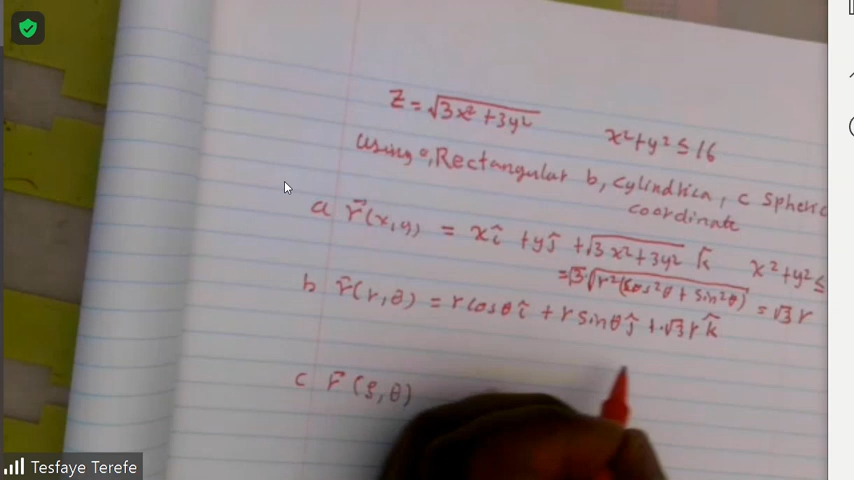 z = √3x² + 3y²
x² + y² ≤ 16
using a, Rectangular b, cylindrica, c spheric
coordinate
a r⃗(x,y) = xî + yĵ + √3x² + 3y² k̂ x² + y² ≤
= √3 √r²(cos²θ + sin²θ) = √3 r
b r⃗(r,θ) = r cosθ î + r sinθ ĵ + √3 r k̂
c r⃗(ρ,θ)
Tesfaye Terefe